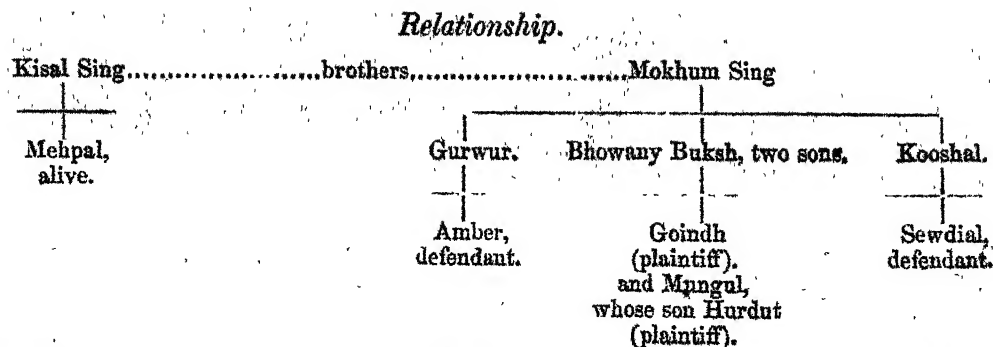 Relationship.
Kisal Sing....................brothers.......................Mokhum Sing
Mehpal, Gurwur. Bhowany Buksh, two sons. Kooshal.
alive.
Amber, Goindh Sewdial,
defendant. (plaintiff). defendant.
and Mungul,
whose son Hurdut
(plaintiff).